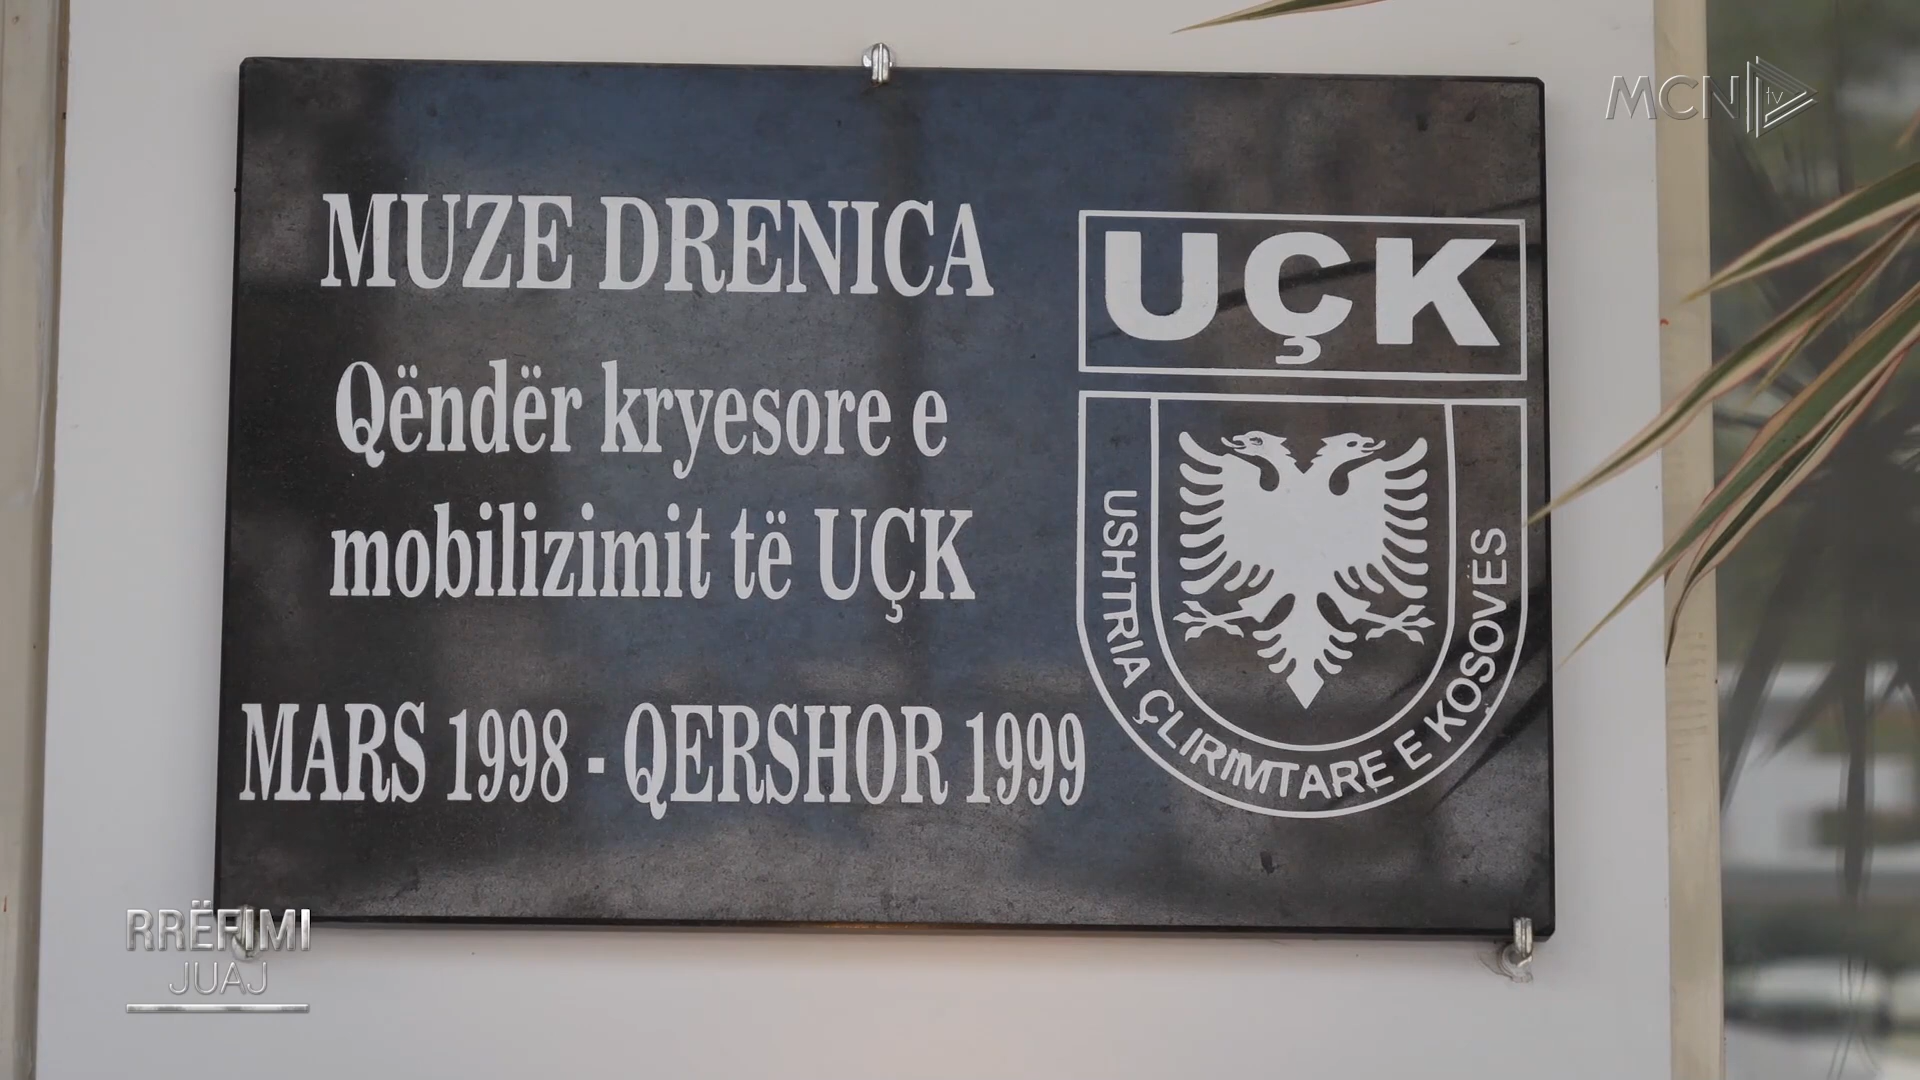 MCN tv
MUZE DRENICA
Qëndër kryesore e
mobilizimit të UÇK
MARS 1998 - QERSHOR 1999
UÇK
USHTRIA ÇLIRIMTARE E KOSOVËS
RRËFIMI
JUAJ